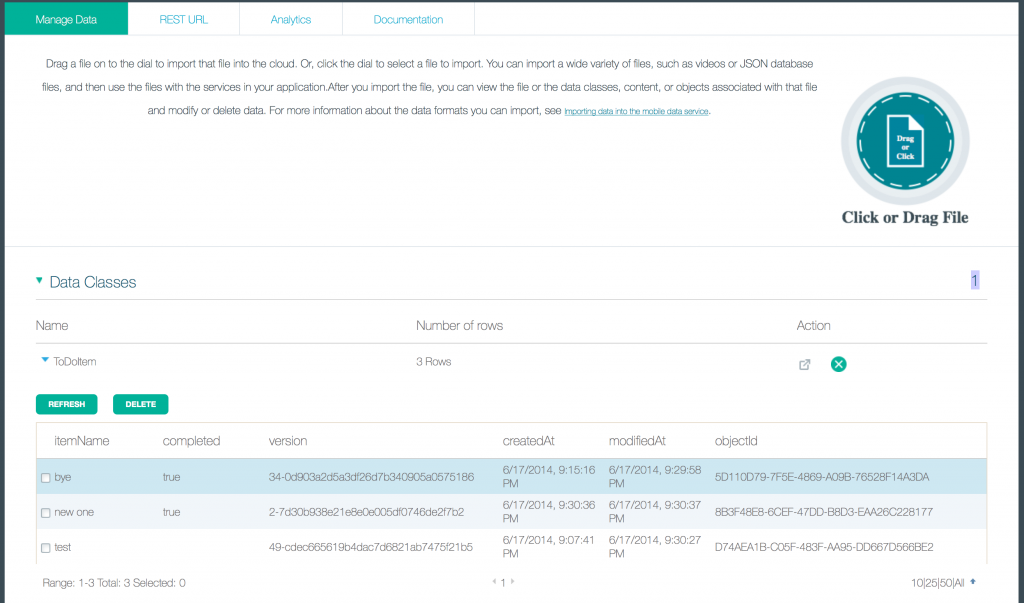 Manage Data REST URL Analytics Documentation
Drag a file on to the dial to import that file into the cloud. Or, click the dial to select a file to import. You can import a wide variety of files, such as videos or JSON database
files, and then use the files with the services in your application.After you import the file, you can view the file or the data classes, content, or objects associated with that file
and modify or delete data. For more information about the data formats you can import, see Importing data into the mobile data service.
Drag
or
Click
Click or Drag File
Data Classes 1
Name Number of rows Action
ToDoItem 3 Rows
REFRESH DELETE
itemName completed version createdAt modifiedAt objectId
bye true 34-0d903a2d5a3df26d7b340905a0575186 6/17/2014, 9:15:16 PM 6/17/2014, 9:29:58 PM 5D110D79-7F5E-4869-A09B-76528F14A3DA
new one true 2-7d30b938e21e8e0e005df0746de2f7b2 6/17/2014, 9:30:36 PM 6/17/2014, 9:30:37 PM 8B3F48E8-6CEF-47DD-B8D3-EAA26C228177
test 49-cdec665619b4dac7d6821ab7475f21b5 6/17/2014, 9:07:41 PM 6/17/2014, 9:30:27 PM D74AEA1B-C05F-483F-AA95-DD667D566BE2
Range: 1-3 Total: 3 Selected: 0 1 10|25|50|All